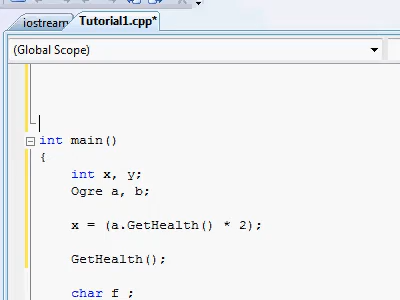 iostream Tutorial1.cpp*
(Global Scope)
int main()
{
int x, y;
Ogre a, b;
x = (a.GetHealth() * 2);
GetHealth();
char f ;